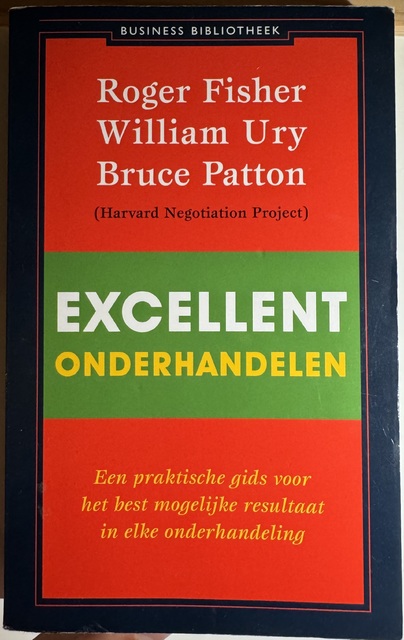 BUSINESS BIBLIOTHEEK
Roger Fisher
William Ury
Bruce Patton
(Harvard Negotiation Project)
EXCELLENT
ONDERHANDELEN
Een praktische gids voor
het best mogelijke resultaat
in elke onderhandeling